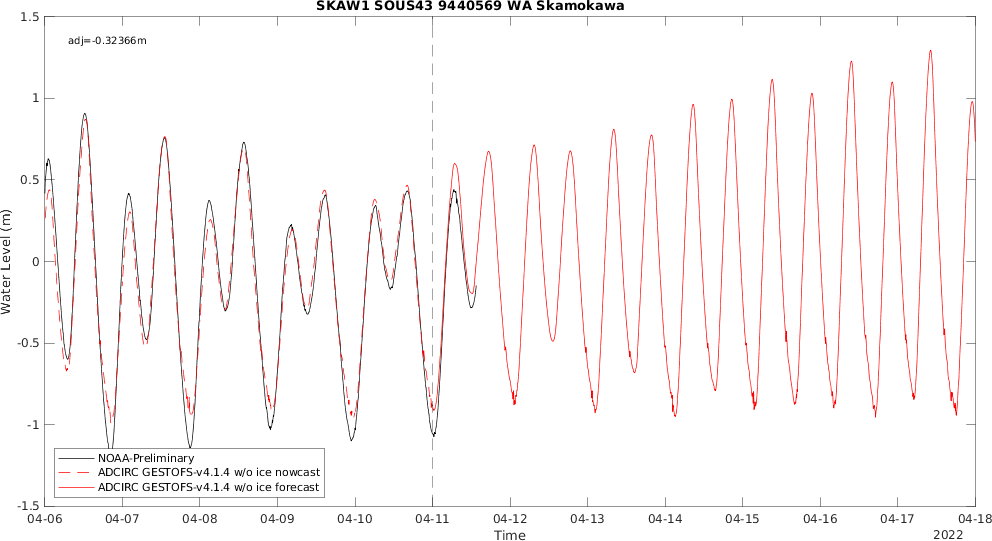 SKAW1 SOUS43 9440569 WA Skamokawa
adj=-0.32366m
Water Level (m)
1.5
1
0.5
0
-0.5
-1
-1.5
NOAA-Preliminary
ADCIRC GESTOFS-v4.1.4 w/o ice nowcast
ADCIRC GESTOFS-v4.1.4 w/o ice forecast
04-06 04-07 04-08 04-09 04-10 04-11 04-12 04-13 04-14 04-15 04-16 04-17 04-18
Time
2022